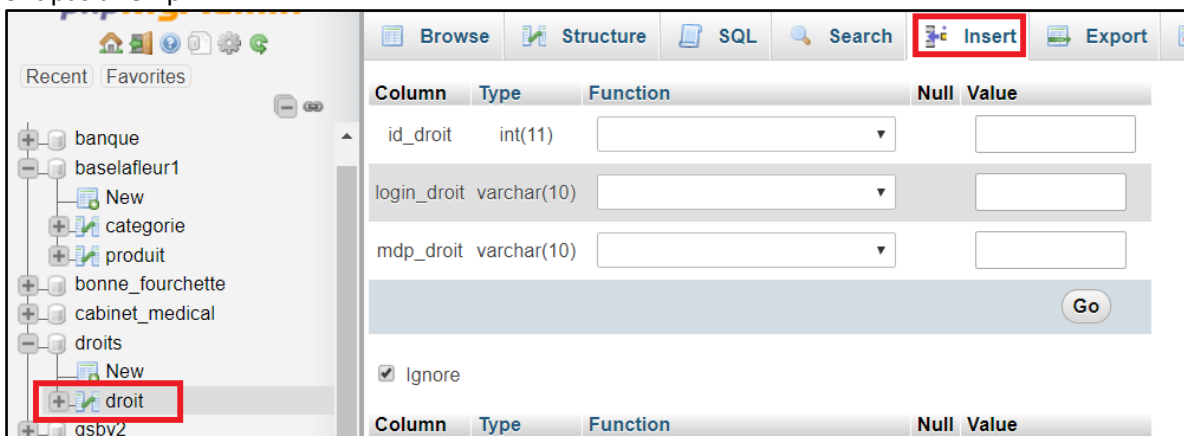 Browse Structure SQL Search Insert Export
Recent Favorites
Column Type Function Null Value
banque
id_droit int(11)
baselafleur1
New
login_droit varchar(10)
categorie
produit
mdp_droit varchar(10)
bonne_fourchette
cabinet_medical
Go
droits
New
Ignore
droit
gsbv2
Column Type Function Null Value